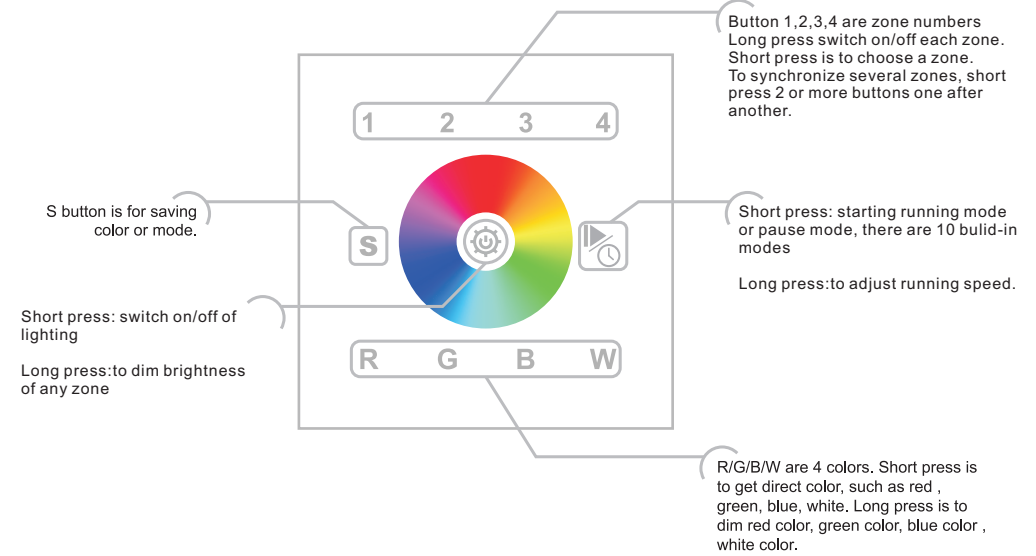 Button 1,2,3,4 are zone numbers
Long press switch on/off each zone.
Short press is to choose a zone.
To synchronize several zones, short
press 2 or more buttons one after
another.
1 2 3 4
S button is for saving
color or mode.
S
Short press: starting running mode
or pause mode, there are 10 bulid-in
modes
Long press:to adjust running speed.
Short press: switch on/off of
lighting
Long press:to dim brightness
of any zone
R G B W
R/G/B/W are 4 colors. Short press is
to get direct color, such as red ,
green, blue, white. Long press is to
dim red color, green color, blue color ,
white color.